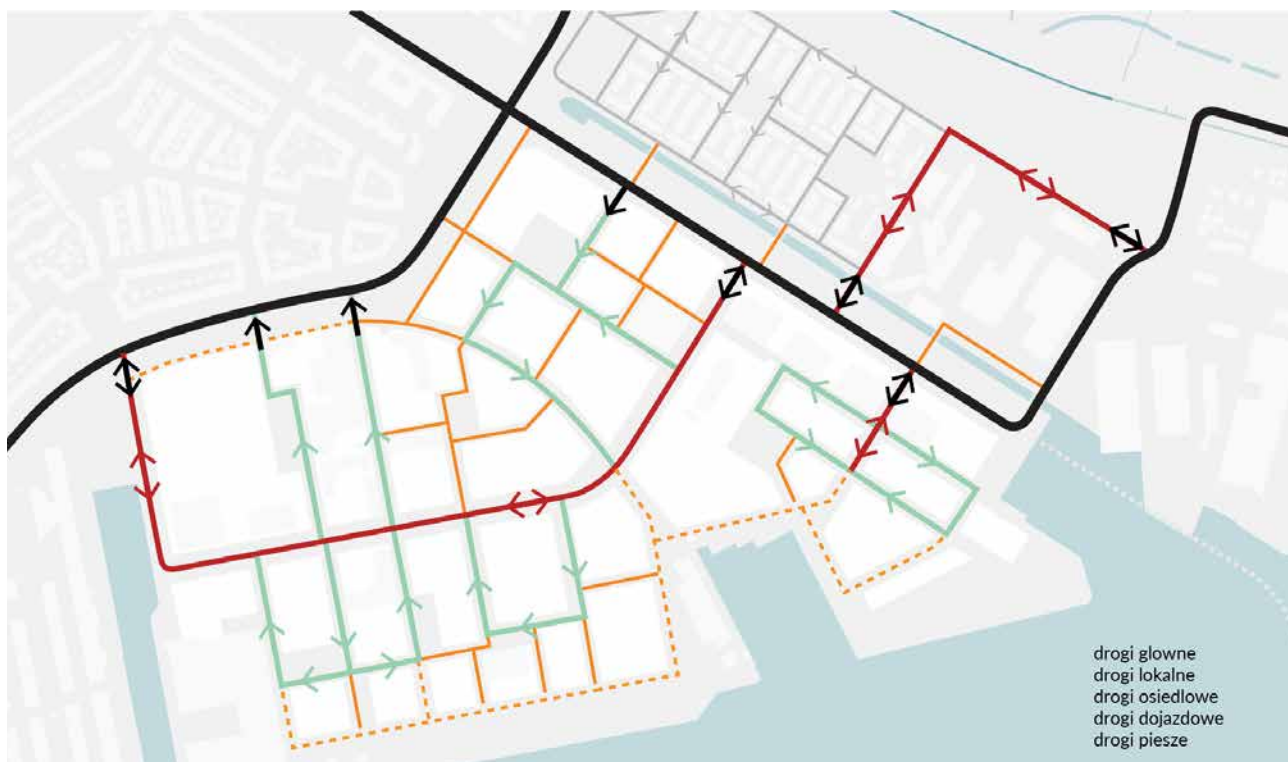 drogi glowne
drogi lokalne
drogi osiedlowe
drogi dojazdowe
drogi piesze